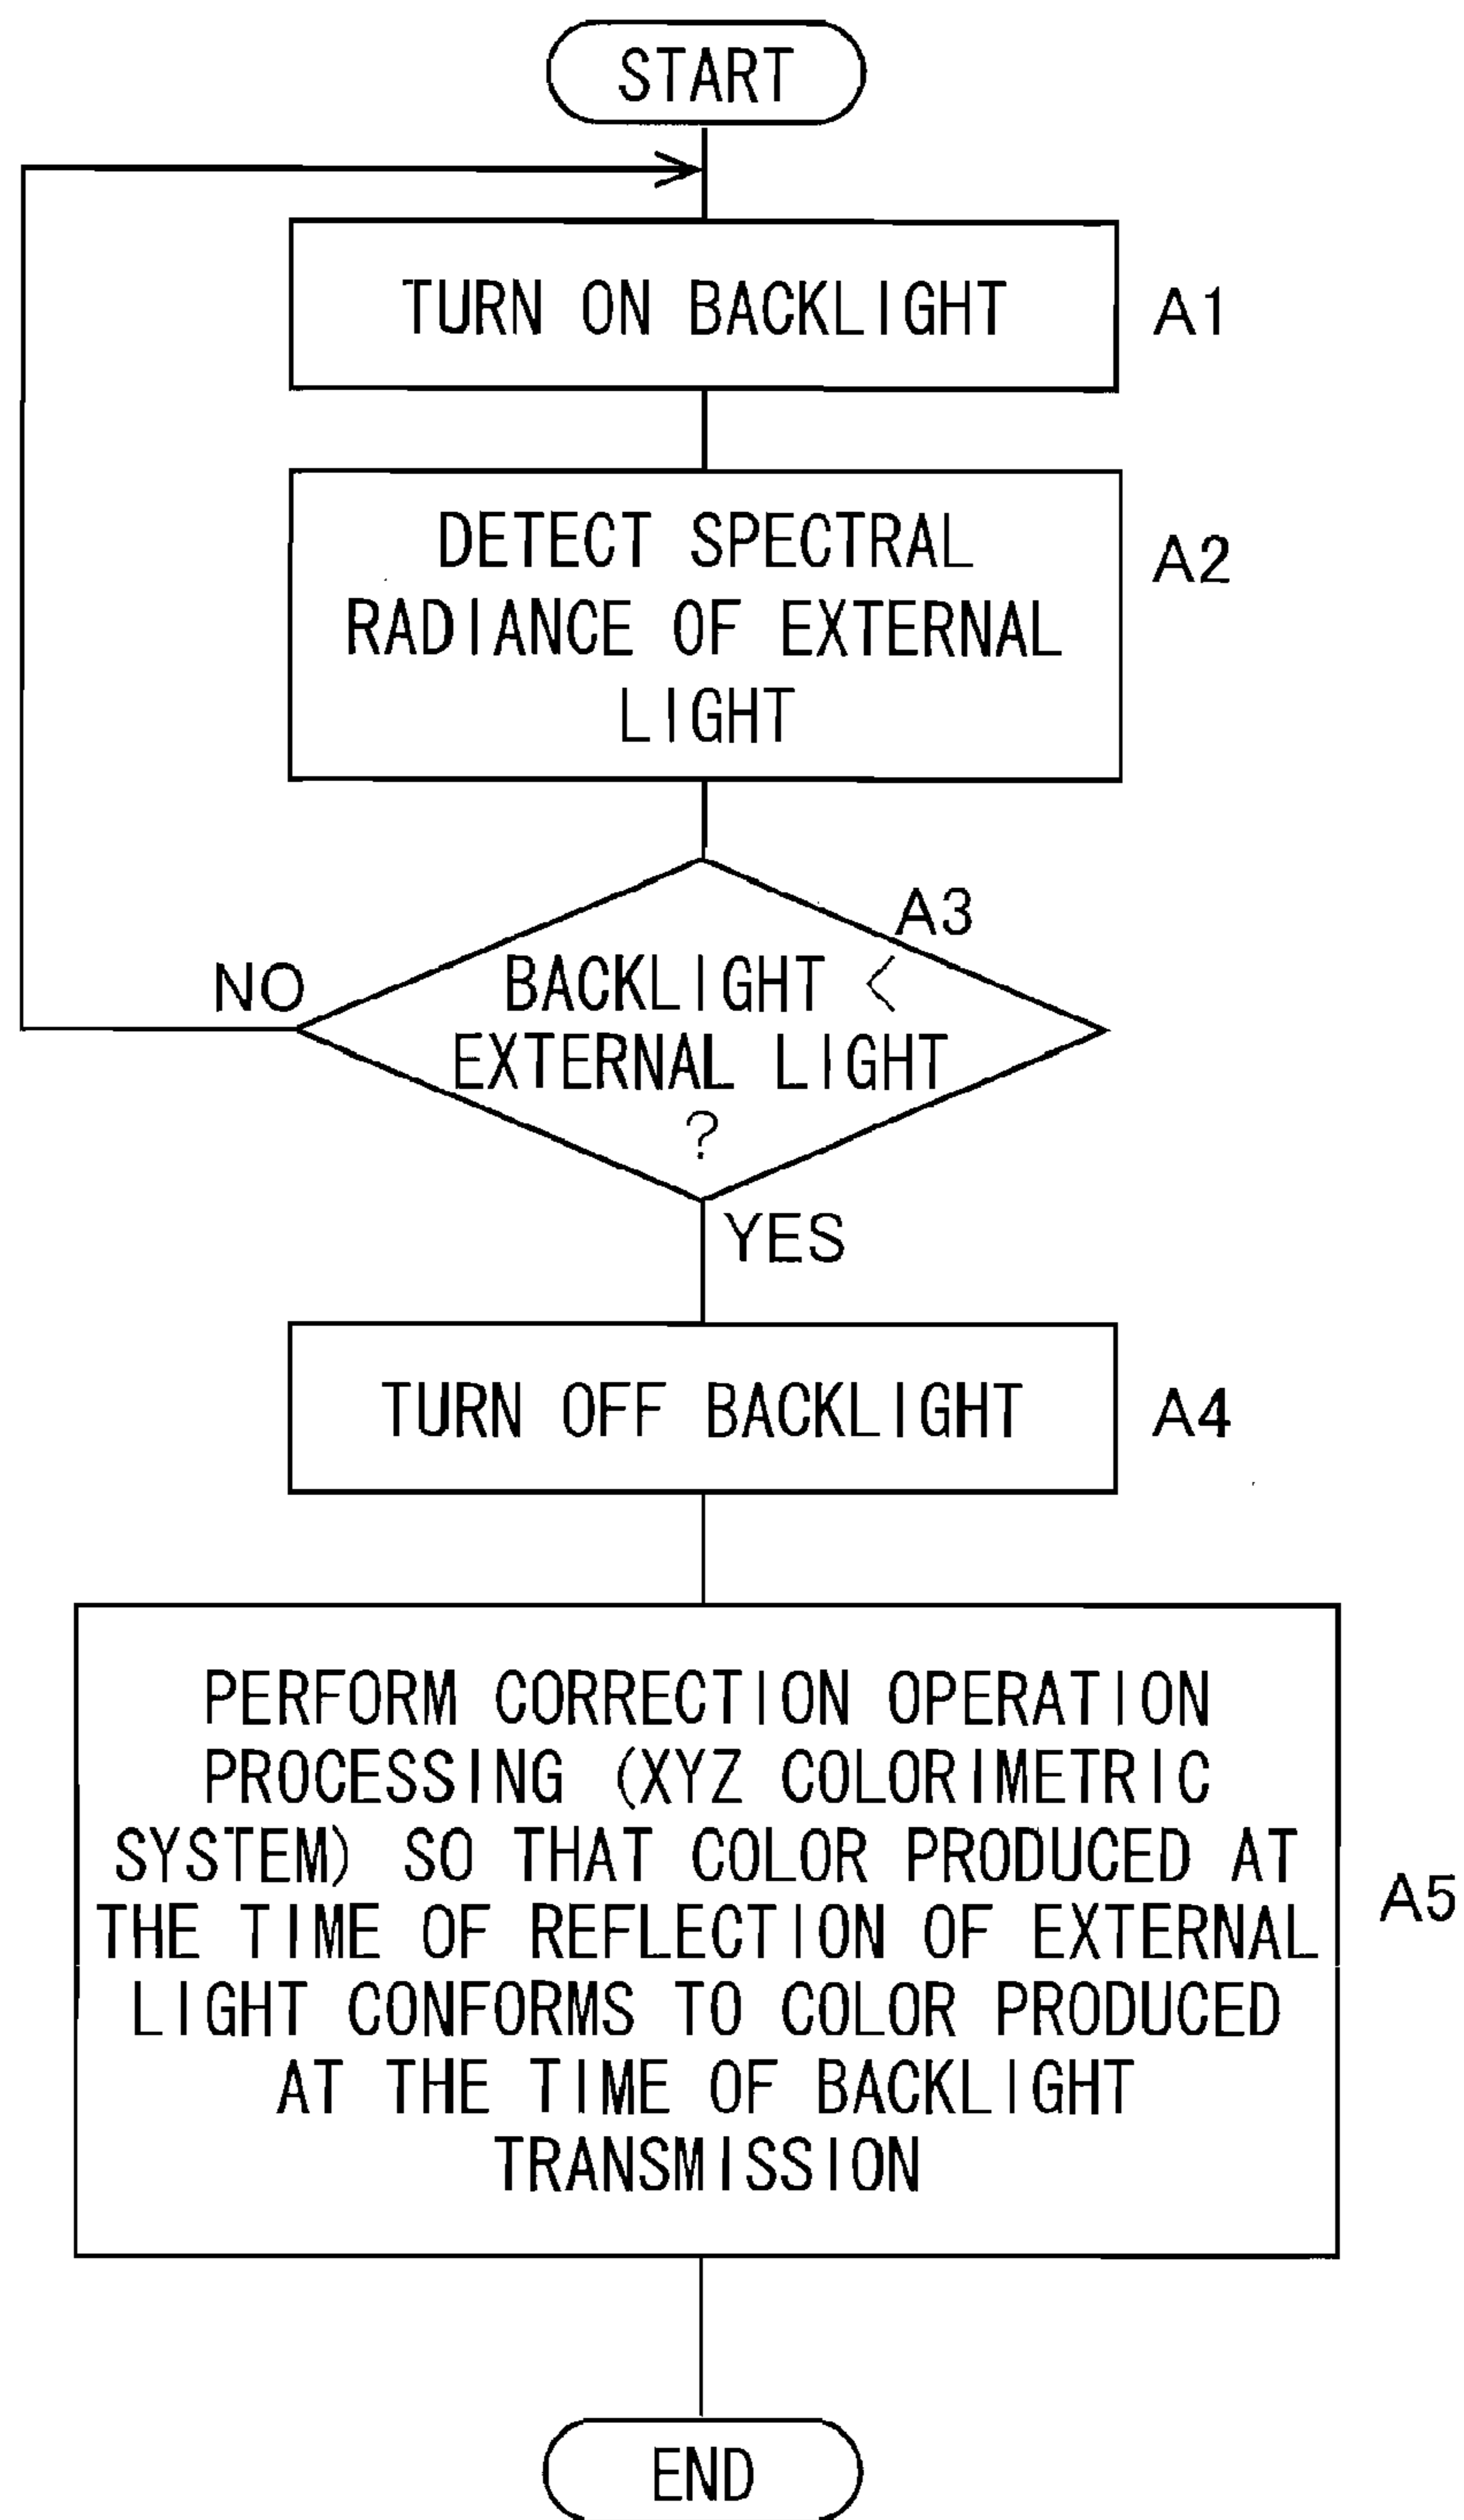 START
TURN ON BACKLIGHT
A1
DETECT SPECTRAL
RADIANCE OF EXTERNAL
LIGHT
A2
A3
BACKLIGHT <
EXTERNAL LIGHT
?
NO
YES
TURN OFF BACKLIGHT
A4
PERFORM CORRECTION OPERATION
PROCESSING (XYZ COLORIMETRIC
SYSTEM) SO THAT COLOR PRODUCED AT
THE TIME OF REFLECTION OF EXTERNAL
LIGHT CONFORMS TO COLOR PRODUCED
AT THE TIME OF BACKLIGHT
TRANSMISSION
A5
END